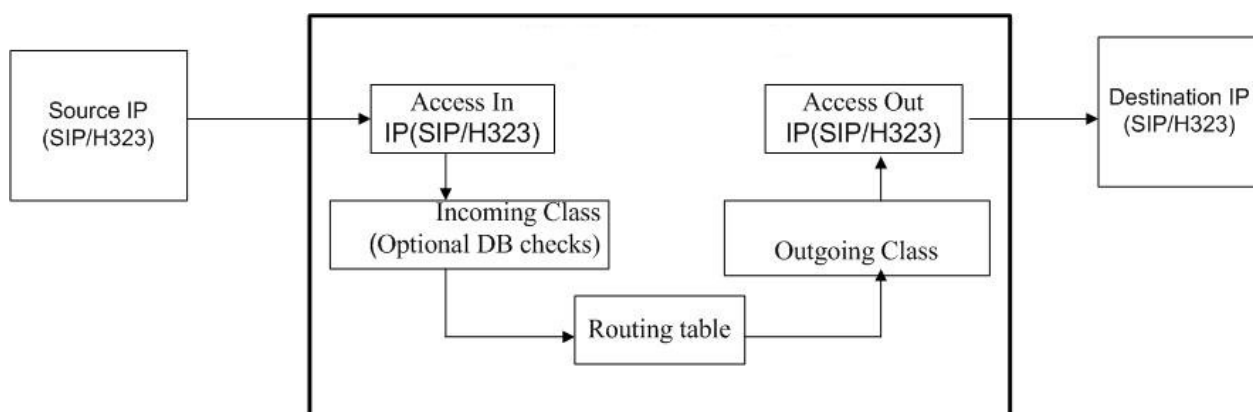 Source IP
(SIP/H323)
Access In
IP(SIP/H323)
Incoming Class
(Optional DB checks)
Routing table
Outgoing Class
Access Out
IP(SIP/H323)
Destination IP
(SIP/H323)